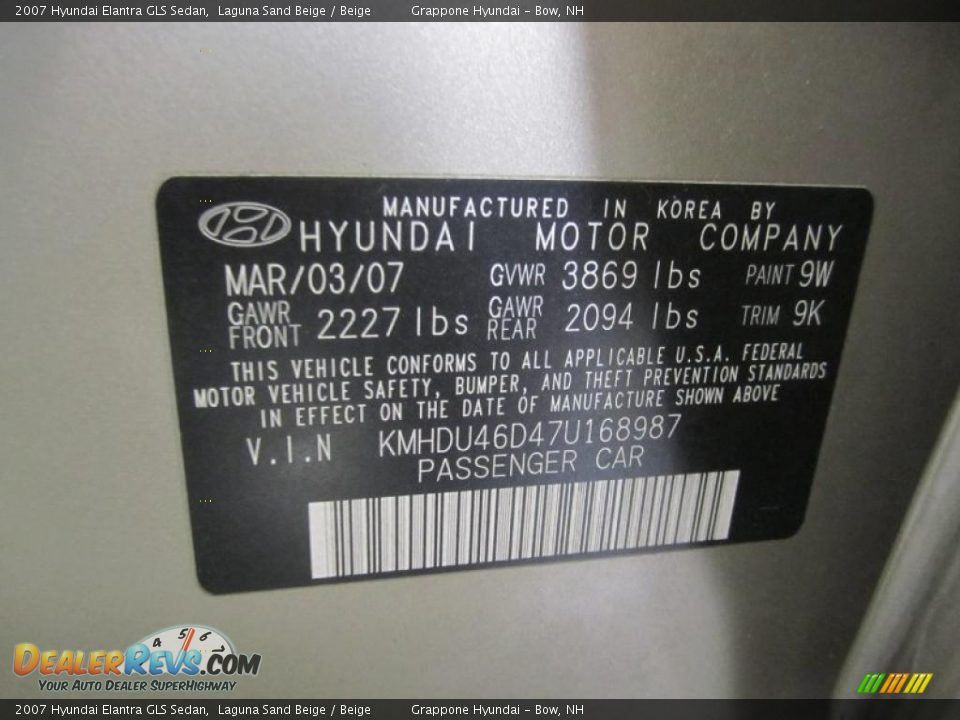 2007 Hyundai Elantra GLS Sedan, Laguna Sand Beige / Beige Grappone Hyundai - Bow, NH
MANUFACTURED IN KOREA BY
HYUNDAI MOTOR COMPANY
MAR/03/07 GVWR 3869 lbs PAINT 9W
GAWR FRONT 2227 lbs GAWR REAR 2094 lbs TRIM 9K
THIS VEHICLE CONFORMS TO ALL APPLICABLE U.S.A. FEDERAL
MOTOR VEHICLE SAFETY, BUMPER, AND THEFT PREVENTION STANDARDS
IN EFFECT ON THE DATE OF MANUFACTURE SHOWN ABOVE
V.I.N KMHDU46D47U168987
PASSENGER CAR
4 5 6 7
DEALERREVS.COM
YOUR AUTO DEALER SUPERHIGHWAY
2007 Hyundai Elantra GLS Sedan, Laguna Sand Beige / Beige Grappone Hyundai - Bow, NH